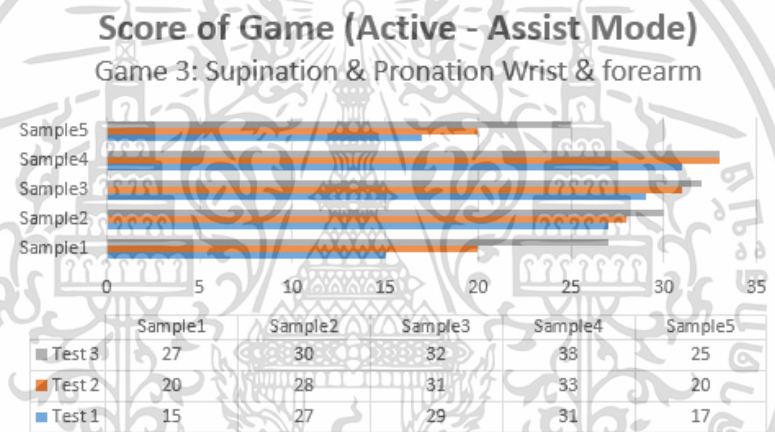 Score of Game (Active - Assist Mode)
Game 3: Supination & Pronation Wrist & forearm
Sample5
Sample4
Sample3
Sample2
Sample1
0 5 10 15 20 25 30 35
Sample1 Sample2 Sample3 Sample4 Sample5
Test 3 27 30 32 33 25
Test 2 20 28 31 33 20
Test 1 15 27 29 31 17